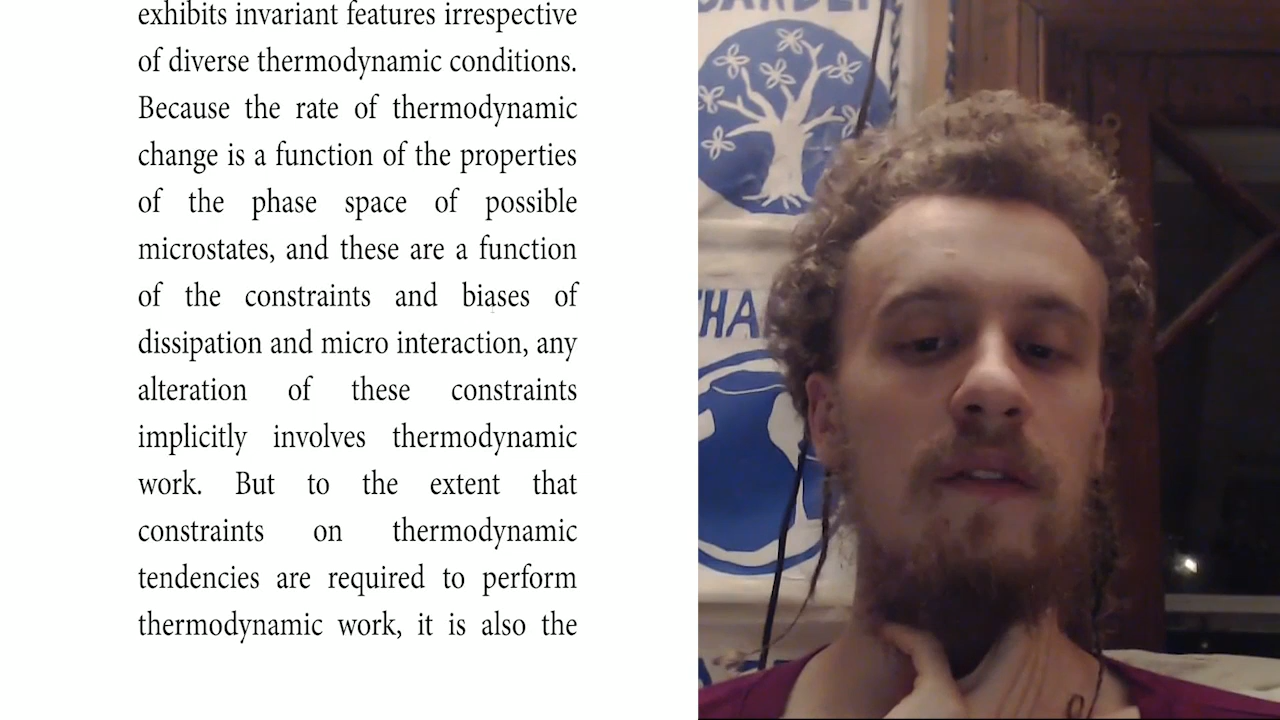 exhibits invariant features irrespective
of diverse thermodynamic conditions.
Because the rate of thermodynamic
change is a function of the properties
of the phase space of possible
microstates, and these are a function
of the constraints and biases of
dissipation and micro interaction, any
alteration of these constraints
implicitly involves thermodynamic
work. But to the extent that
constraints on thermodynamic
tendencies are required to perform
thermodynamic work, it is also the